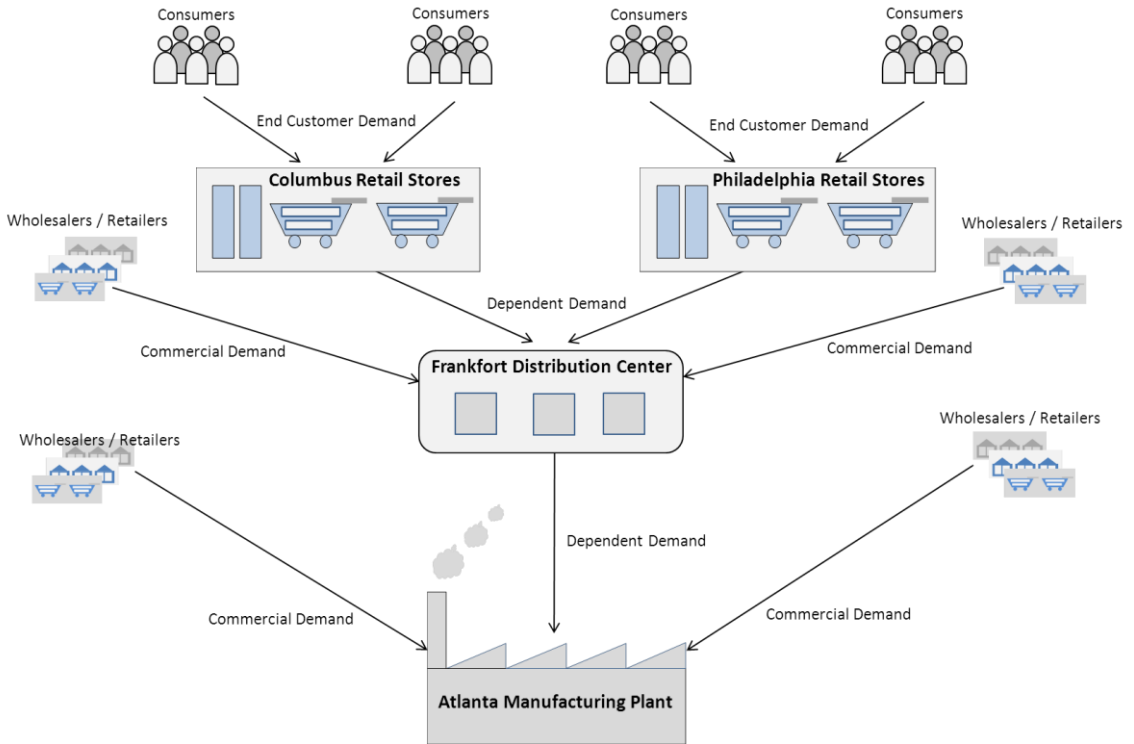 Consumers
Consumers
Consumers
Consumers
End Customer Demand
End Customer Demand
Columbus Retail Stores
Philadelphia Retail Stores
Wholesalers / Retailers
Wholesalers / Retailers
Dependent Demand
Commercial Demand
Commercial Demand
Frankfort Distribution Center
Wholesalers / Retailers
Wholesalers / Retailers
Dependent Demand
Commercial Demand
Commercial Demand
Atlanta Manufacturing Plant